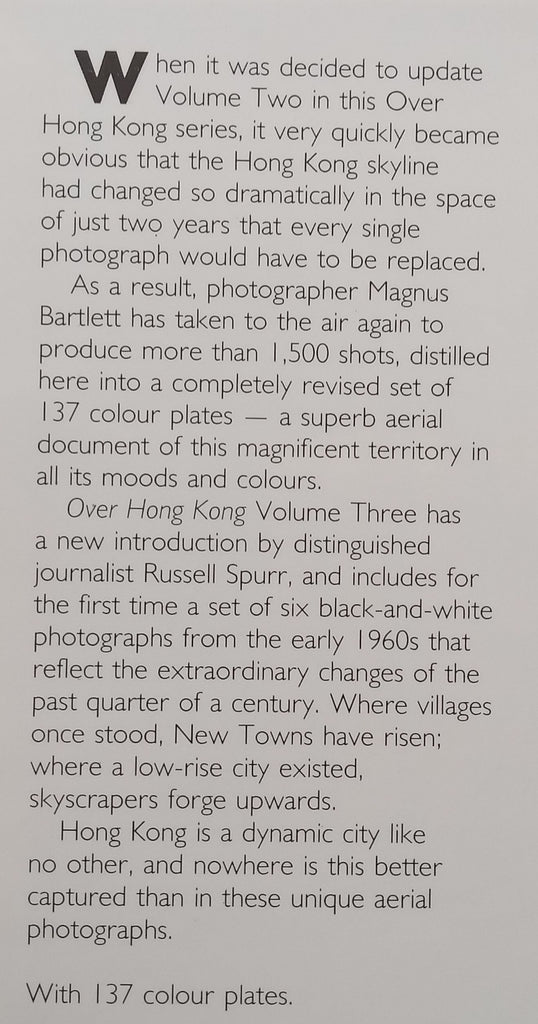 When it was decided to update
Volume Two in this Over
Hong Kong series, it very quickly became
obvious that the Hong Kong skyline
had changed so dramatically in the space
of just two years that every single
photograph would have to be replaced.
As a result, photographer Magnus
Bartlett has taken to the air again to
produce more than 1,500 shots, distilled
here into a completely revised set of
137 colour plates — a superb aerial
document of this magnificent territory in
all its moods and colours.
Over Hong Kong Volume Three has
a new introduction by distinguished
journalist Russell Spurr, and includes for
the first time a set of six black-and-white
photographs from the early 1960s that
reflect the extraordinary changes of the
past quarter of a century. Where villages
once stood, New Towns have risen;
where a low-rise city existed,
skyscrapers forge upwards.
Hong Kong is a dynamic city like
no other, and nowhere is this better
captured than in these unique aerial
photographs.
With 137 colour plates.